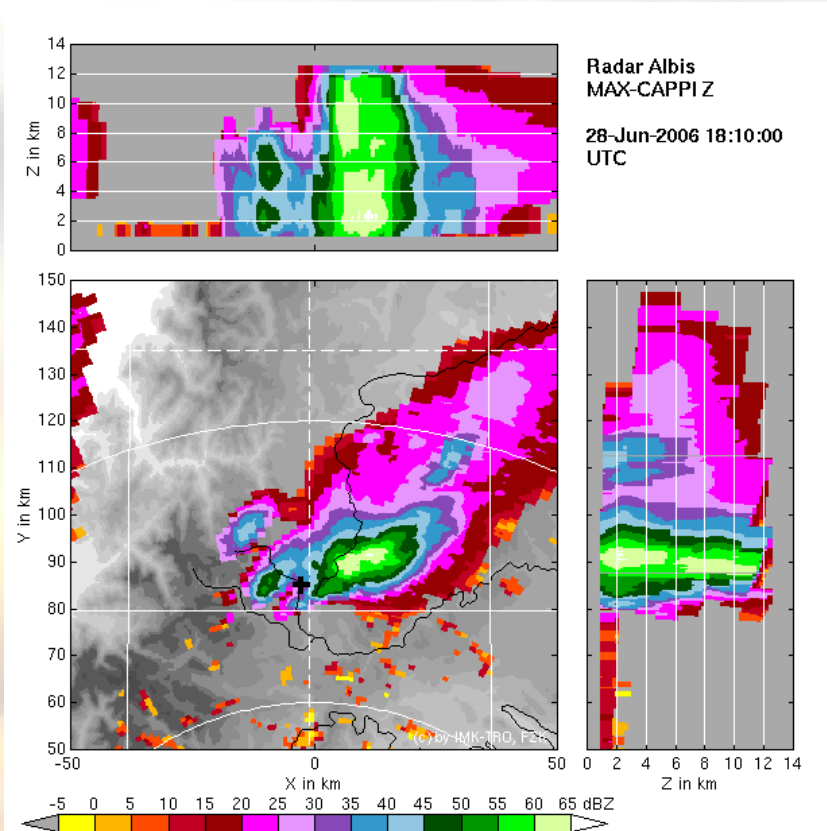 Radar Albis
MAX-CAPPI Z
28-Jun-2006 18:10:00
UTC
14
12
10
8
6
4
2
0
Z in km
150
140
130
120
110
100
90
80
70
60
50
Y in km
-50 0 50
X in km
(c) by IMK-TRO, FZK
0 2 4 6 8 10 12 14
Z in km
-5 0 5 10 15 20 25 30 35 40 45 50 55 60 65 dBZ